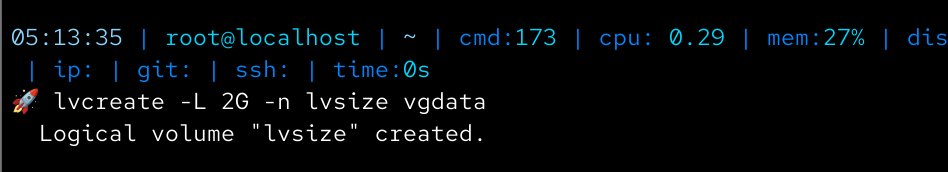 05:13:35 | root@localhost | ~ | cmd:173 | cpu: 0.29 | mem:27% | dis
| ip: | git: | ssh: | time:0s
🚀 lvcreate -L 2G -n lvsize vgdata
Logical volume "lvsize" created.